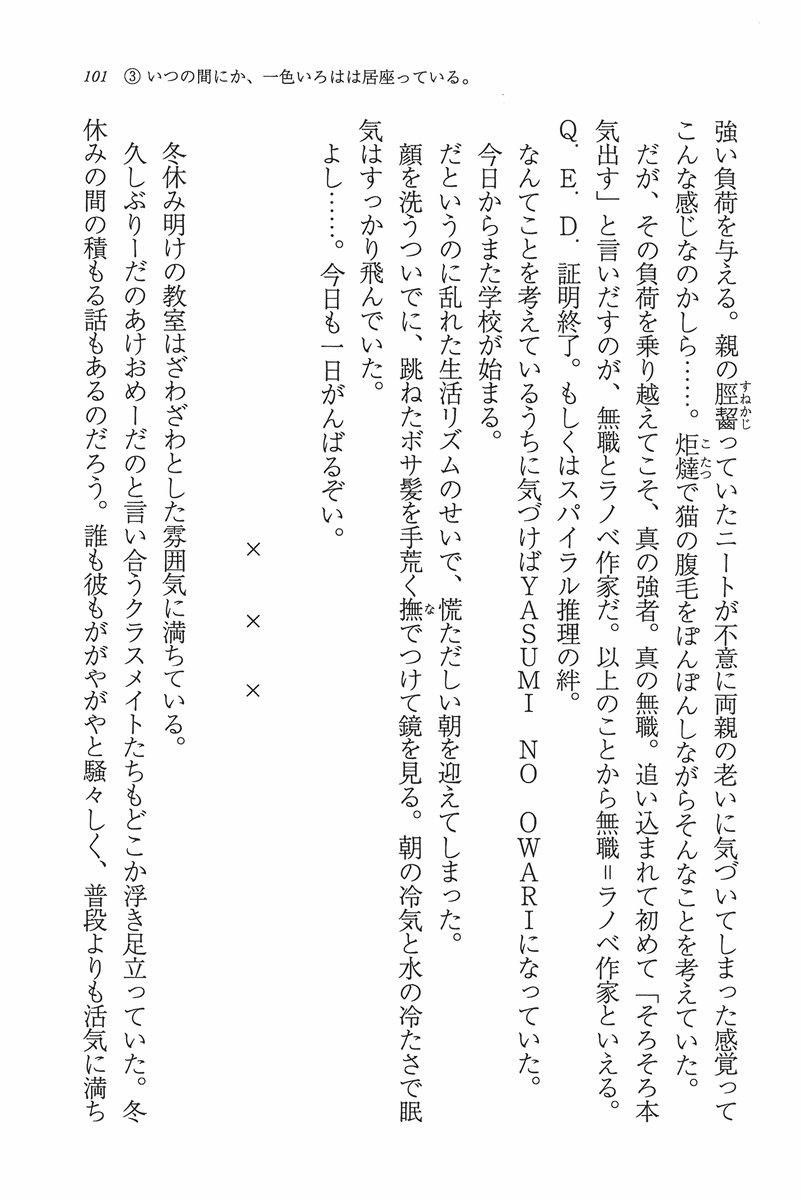 101 ③ いつの間にか、一色いろはは居座っている。
強い負荷を与える。親の脛齧っていたニートが不意に両親の老いに気づいてしまった感覚って
こんな感じなのかしら……。炬燵で猫の腹毛をぽんぽんしながらそんなことを考えていた。
だが、その負荷を乗り越えてこそ、真の強者。真の無職。追い込まれて初めて「そろそろ本
気出す」と言いだすのが、無職とラノベ作家だ。以上のことから無職＝ラノベ作家といえる。
Ｑ．Ｅ．Ｄ．証明終了。もしくはスパイラル推理の絆。
なんてことを考えているうちに気づけばＹＡＳＵＭＩ　ＮＯ　ＯＷＡＲＩになっていた。
今日からまた学校が始まる。
だというのに乱れた生活リズムのせいで、慌ただしい朝を迎えてしまった。
顔を洗うついでに、跳ねたボサ髪を手荒く撫でつけて鏡を見る。朝の冷気と水の冷たさで眠
気はすっかり飛んでいた。
よし……。今日も一日がんばるぞい。
×　×　×
冬休み明けの教室はざわざわとした雰囲気に満ちている。
久しぶりーだのあけおめーだのと言い合うクラスメイトたちもどこか浮き足立っていた。冬
休みの間の積もる話もあるのだろう。誰も彼もががやがやと騒々しく、普段よりも活気に満ち